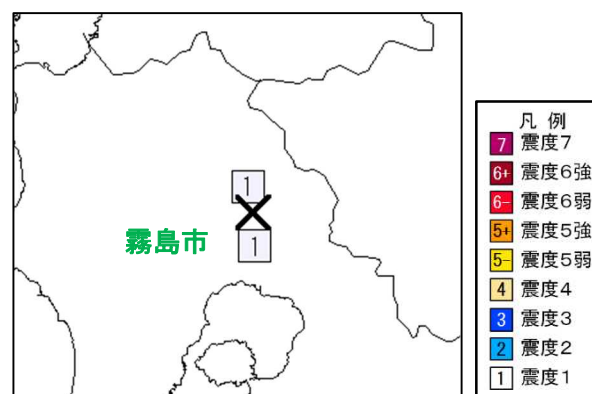 1
霧島市
1
凡 例
7 震度7
6+ 震度6強
6- 震度6弱
5+ 震度5強
5- 震度5弱
4 震度4
3 震度3
2 震度2
1 震度1